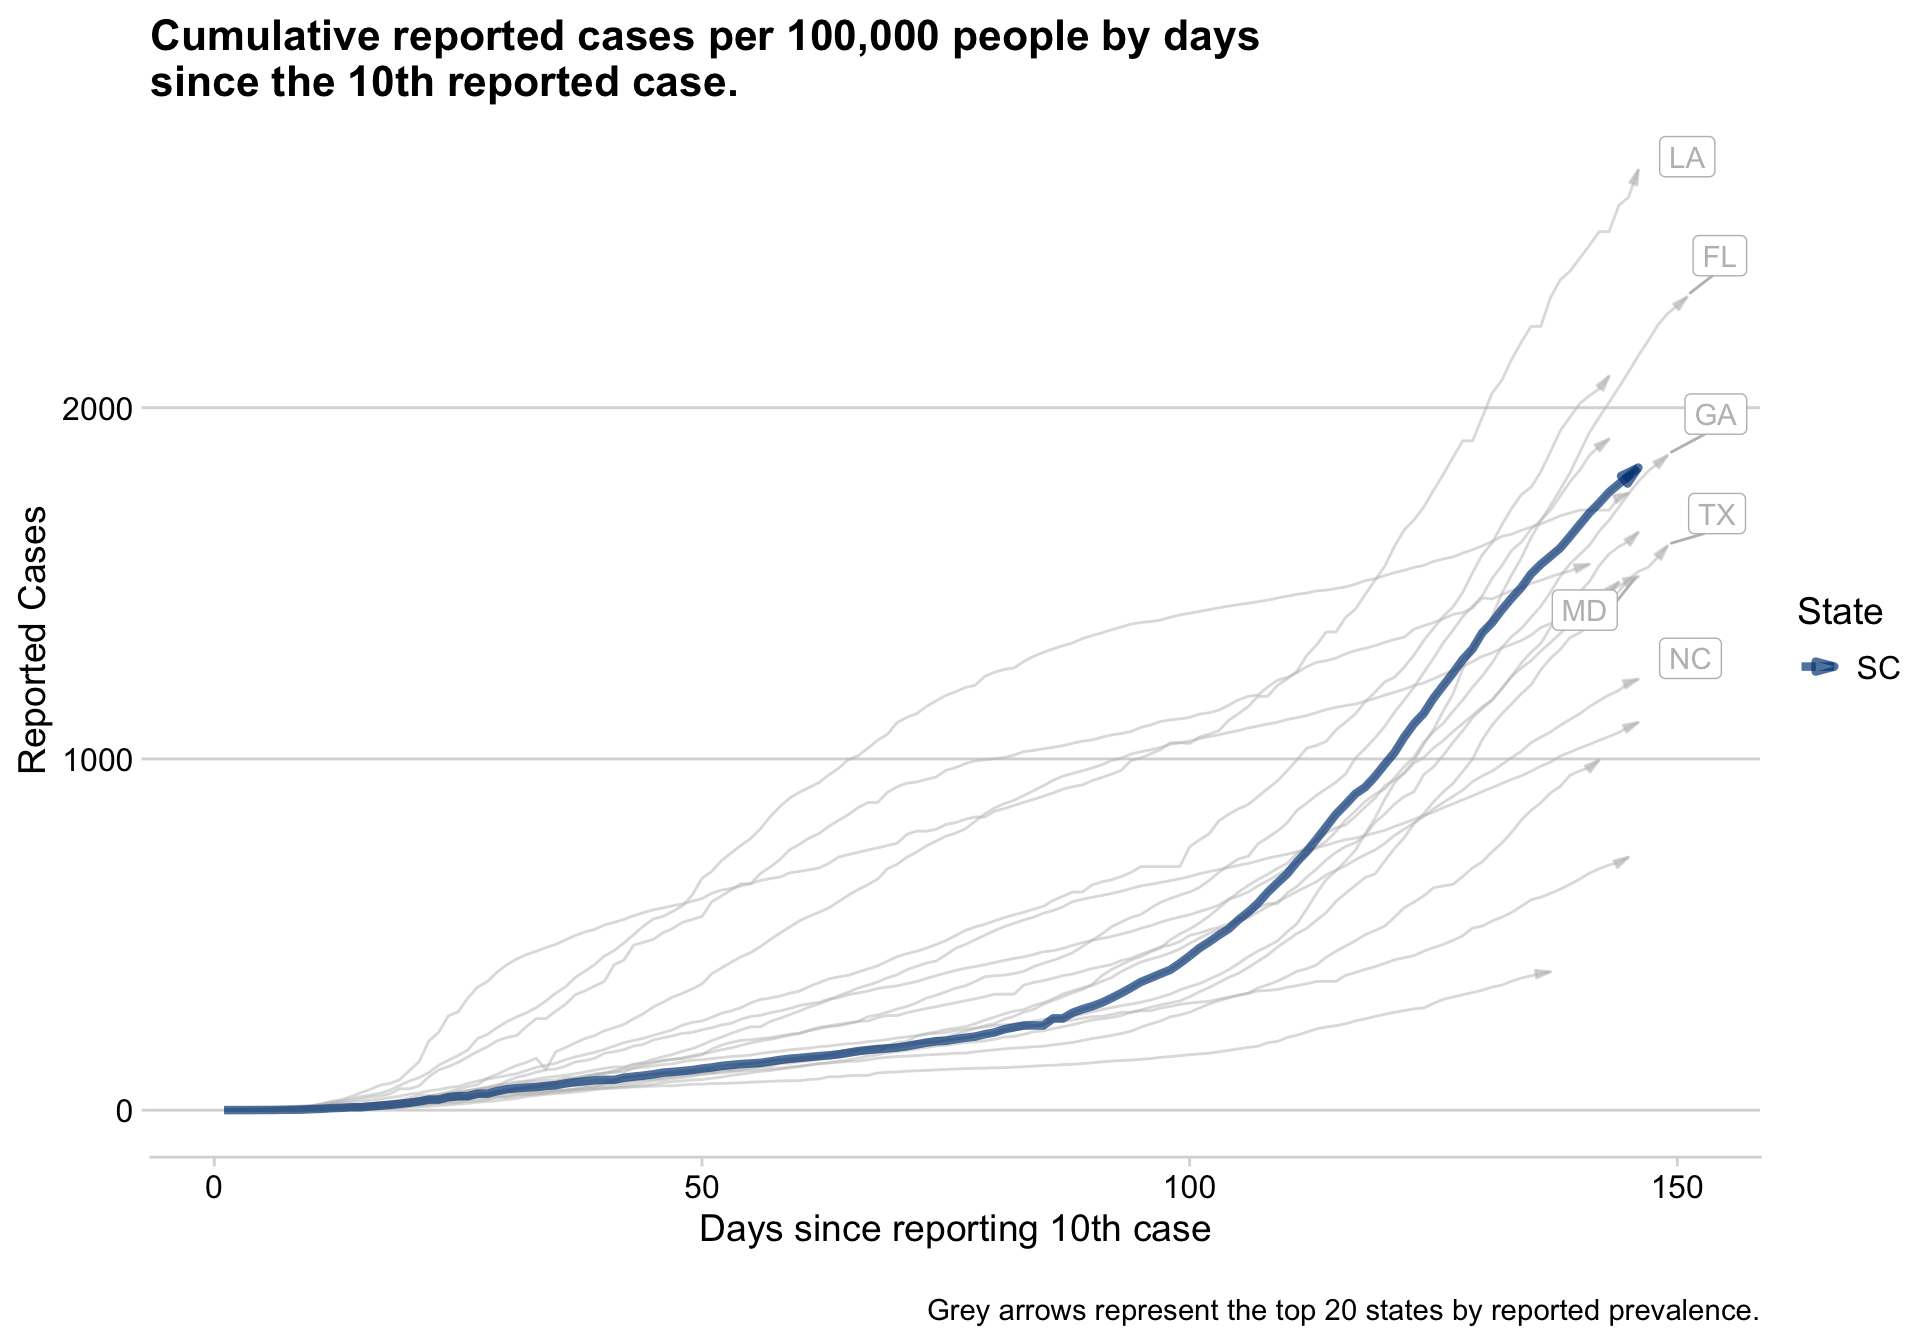 Cumulative reported cases per 100,000 people by days
since the 10th reported case.
LA
FL
2000
GA
TX
Reported Cases
MD
State
NC
SC
1000
0
0
50
100
150
Days since reporting 10th case
Grey arrows represent the top 20 states by reported prevalence.